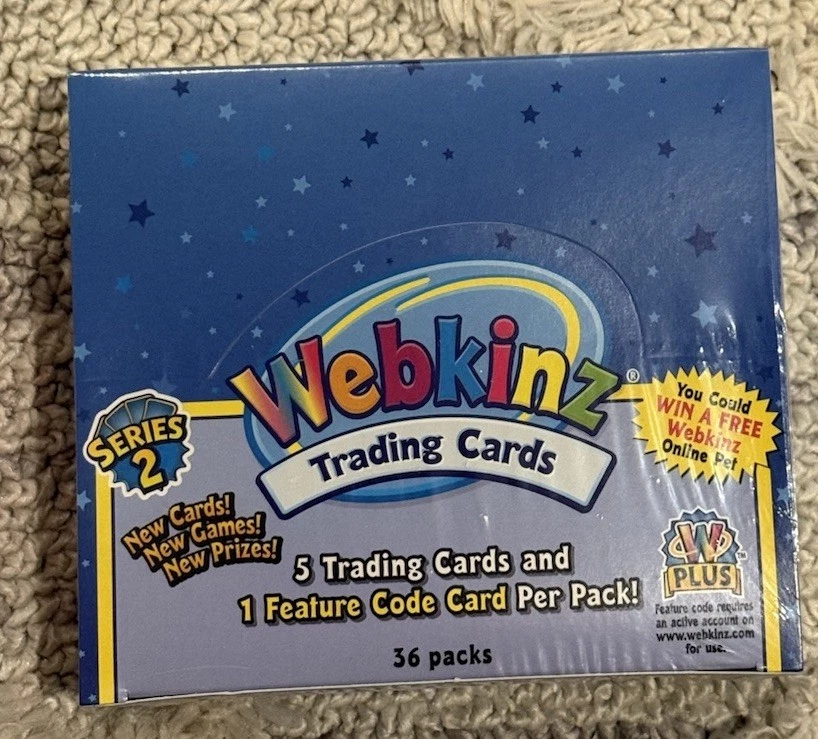 Webkinz®
Trading Cards
SERIES
2
New Cards!
New Games!
New Prizes!
You Could
WIN A FREE
Webkinz
Online Pet
5 Trading Cards and
1 Feature Code Card Per Pack!
36 packs
W
PLUS™
Feature code requires
an active account on
www.webkinz.com
for use.